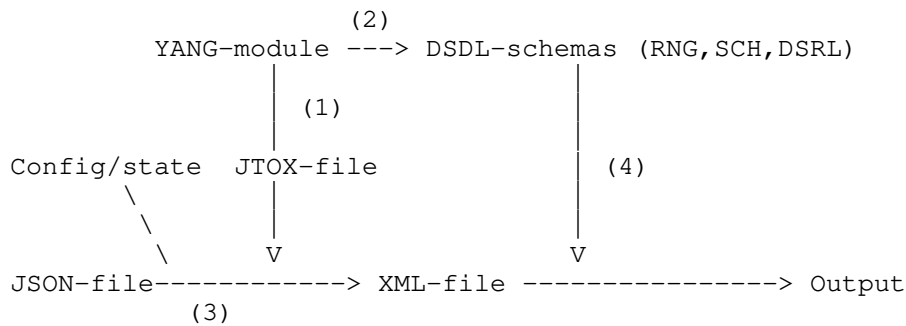 (2)
YANG-module ---> DSDL-schemas (RNG,SCH,DSRL)
(1)
Config/state JTOX-file (4)
V V
JSON-file------------> XML-file ----------------> Output
(3)